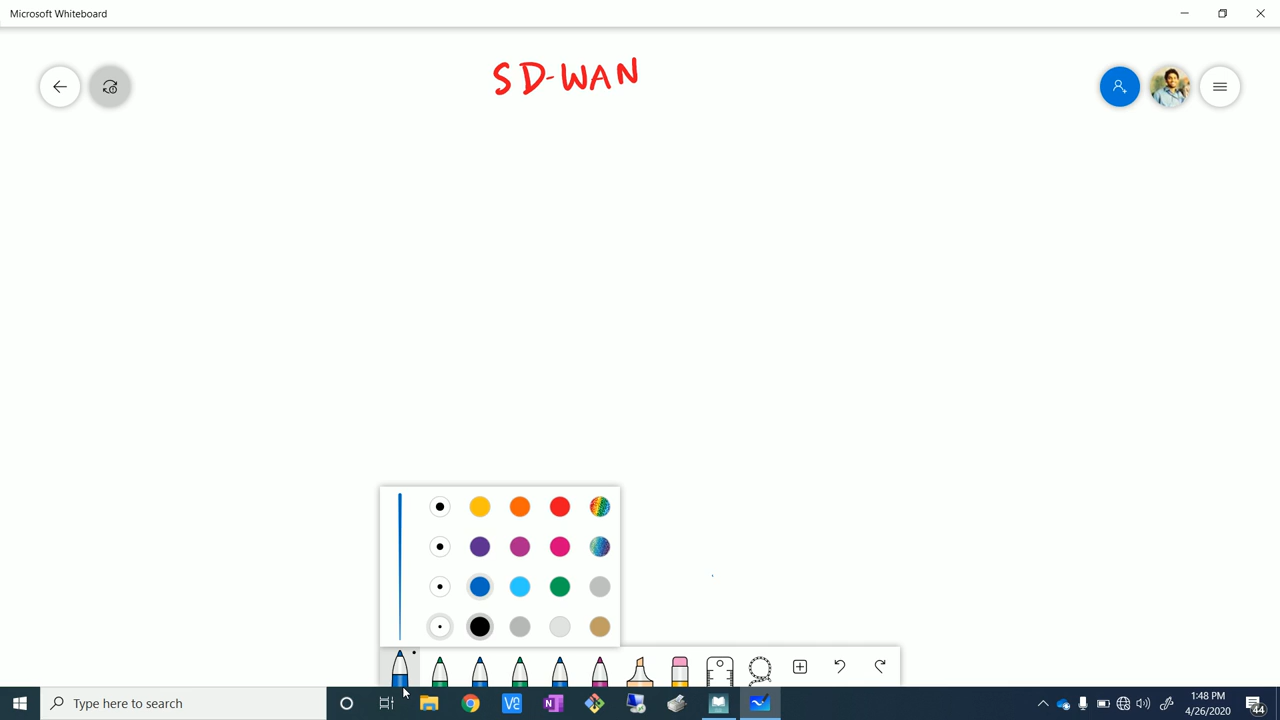 Microsoft Whiteboard
SD-WAN
Type here to search
1:48 PM
4/26/2020
44